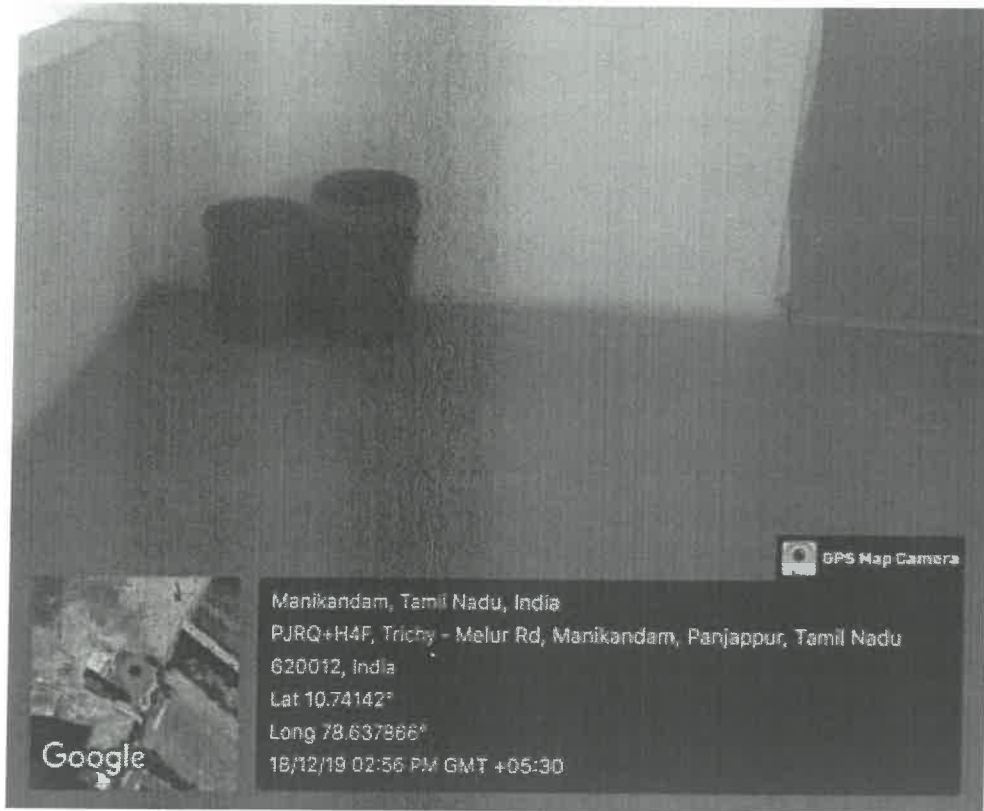 GPS Map Camera
Manikandam, Tamil Nadu, India
PJRQ+H4F, Trichy - Melur Rd, Manikandam, Panjappur, Tamil Nadu
620012, India
Lat 10.74142°
Long 78.637866°
18/12/19 02:56 PM GMT +05:30
Google